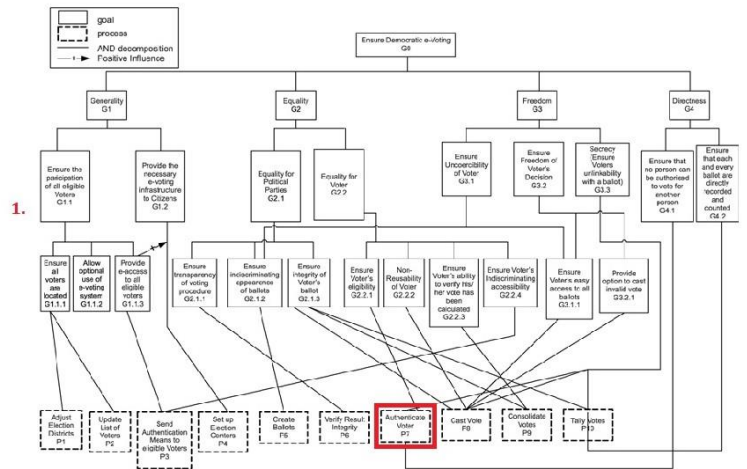 goal
process
AND decomposition
Positive Influence
Ensure Democratic e-Voting
G0
Generality
G1
Equality
G2
Freedom
G3
Directness
G4
Ensure the
paricipation of
all eligible
Voters
G1.1
Provide the
necessary
e-voting
infrastructure
to Citizens
G1.2
Equality for
Political
Parties
G2.1
Equality for
Voter
G2.2
Ensure
Uncoercibility
of Voter
G3.1
Ensure
Freedom of
Voter's
Decision
G3.2
Secrecy
(Ensure
Voters
unlinkability
with a ballot)
G3.3
Ensure that
no person can
be authorised
to vote for
another
person
G4.1
Ensure
that each
and every
ballot are
directly
recorded
and
counted
G4.2
1.
Ensure
all
voters
are
located
G1.1.1
Allow
optional
use of
e-voting
system
G1.1.2
Provide
e-access
to all
eligible
voters
G1.1.3
Ensure
transparency
of voting
procedure
G2.1.1
Ensure
indiscriminating
appearence of
ballots
G2.1.2
Ensure
integrity of
Voter's
ballot
G2.1.3
Ensure
Voter's
eligibility
G2.2.1
Non-
Reusability
of Voter
G2.2.2
Ensure
Voter's ability
to verify his/
her vote has
been
calculated
G2.2.3
Ensure Voter's
Indiscriminating
accessibility
G2.2.4
Ensure
Voter's easy
access to all
ballots
G3.1.1
Provide
option to cast
invalid vote
G3.2.1
Adjust
Election
Districts
P1
Update
List of
Voters
P2
Send
Authentication
Means to
eligible Voters
P3
Set up
Election
Centers
P4
Create
Ballots
P5
Verify Result
Integrity
P6
Authenticate
Voter
P7
Cast Vote
P8
Consolidate
Votes
P9
Tally Votes
P10